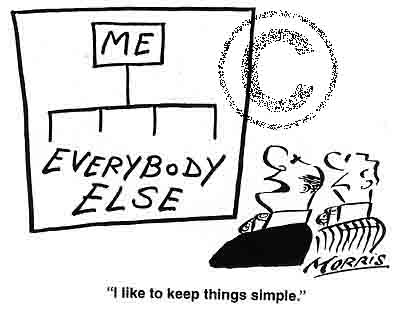 ME
EVERYBODY
ELSE
C
MORRIS
"I like to keep things simple."